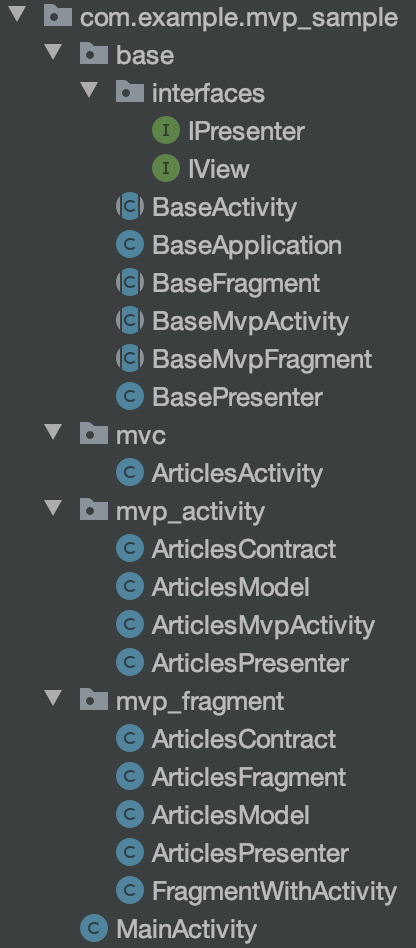 com.example.mvp_sample
base
interfaces
I IPresenter
I IView
C BaseActivity
C BaseApplication
C BaseFragment
C BaseMvpActivity
C BaseMvpFragment
C BasePresenter
mvc
C ArticlesActivity
mvp_activity
C ArticlesContract
C ArticlesModel
C ArticlesMvpActivity
C ArticlesPresenter
mvp_fragment
C ArticlesContract
C ArticlesFragment
C ArticlesModel
C ArticlesPresenter
C FragmentWithActivity
C MainActivity